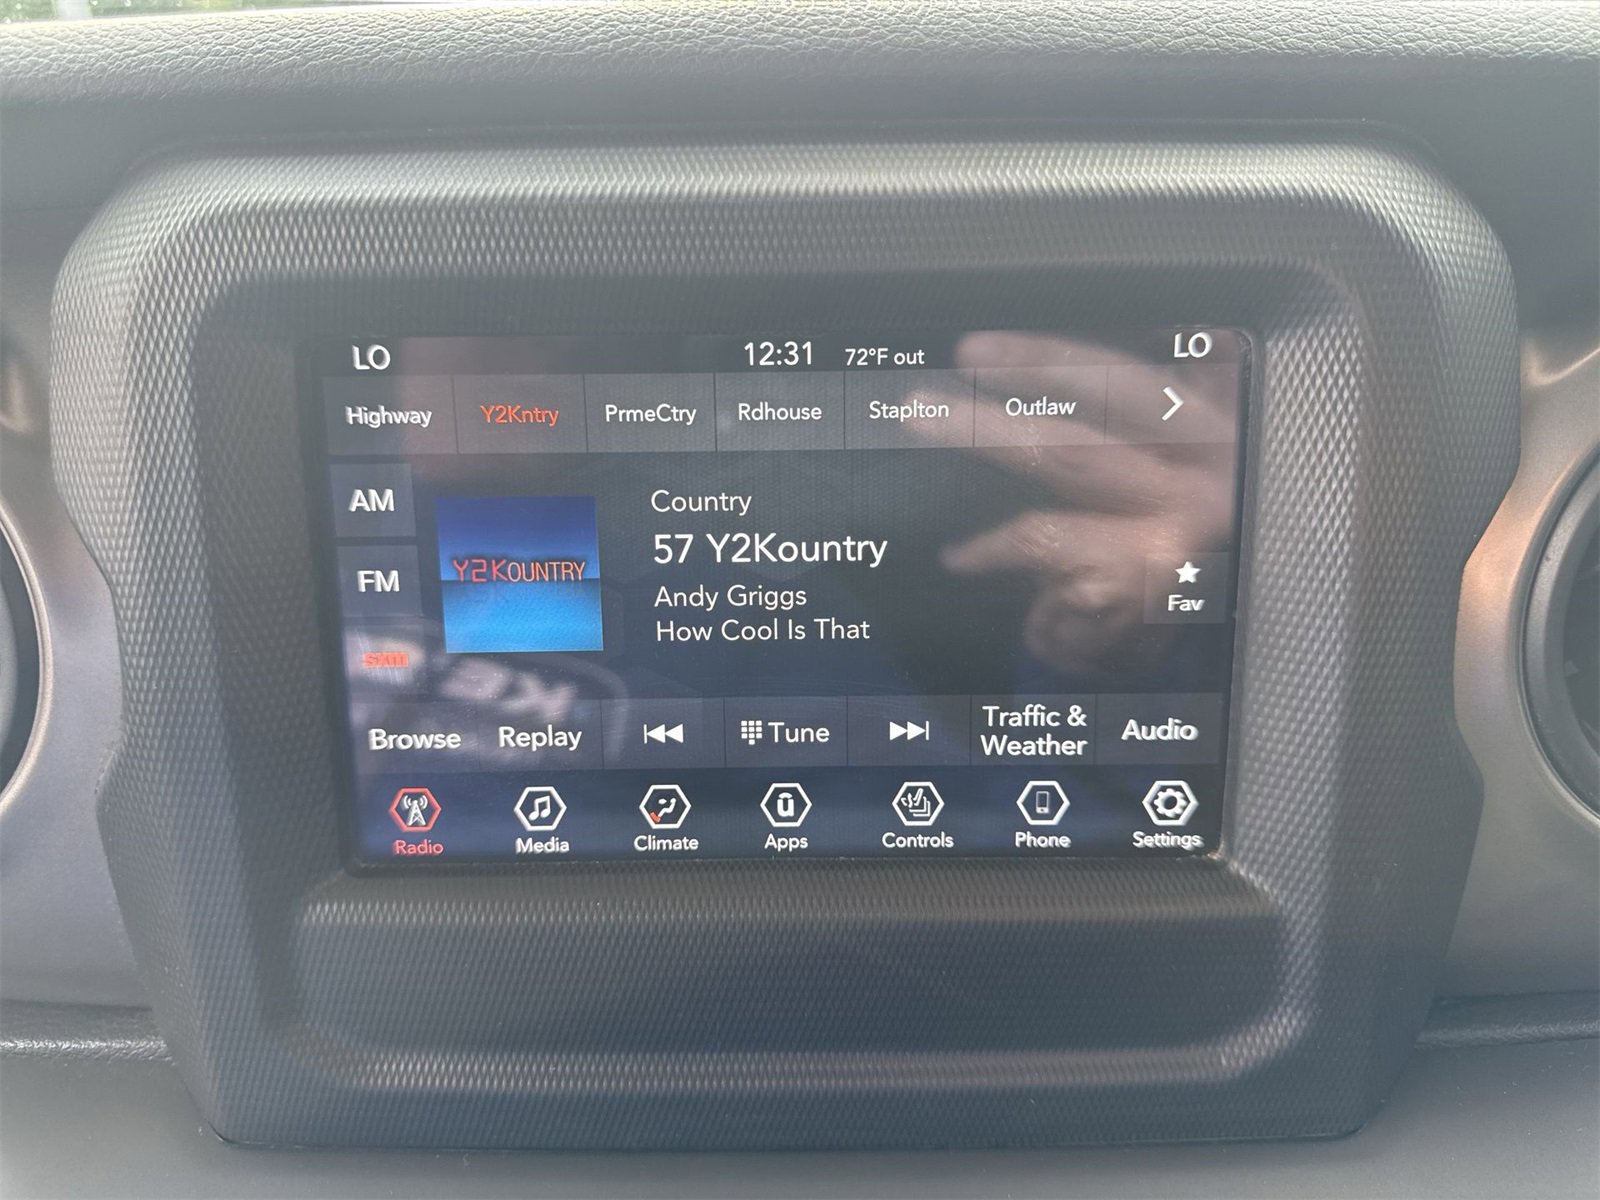 LO 12:31 72°F out LO
Highway Y2Kntry PrmeCtry Rdhouse Staplton Outlaw
AM
FM
SXM
Y2KOUNTRY
Country
57 Y2Kountry
Andy Griggs
How Cool Is That
Fav
Browse Replay Tune Traffic & Weather Audio
Radio Media Climate Apps Controls Phone Settings